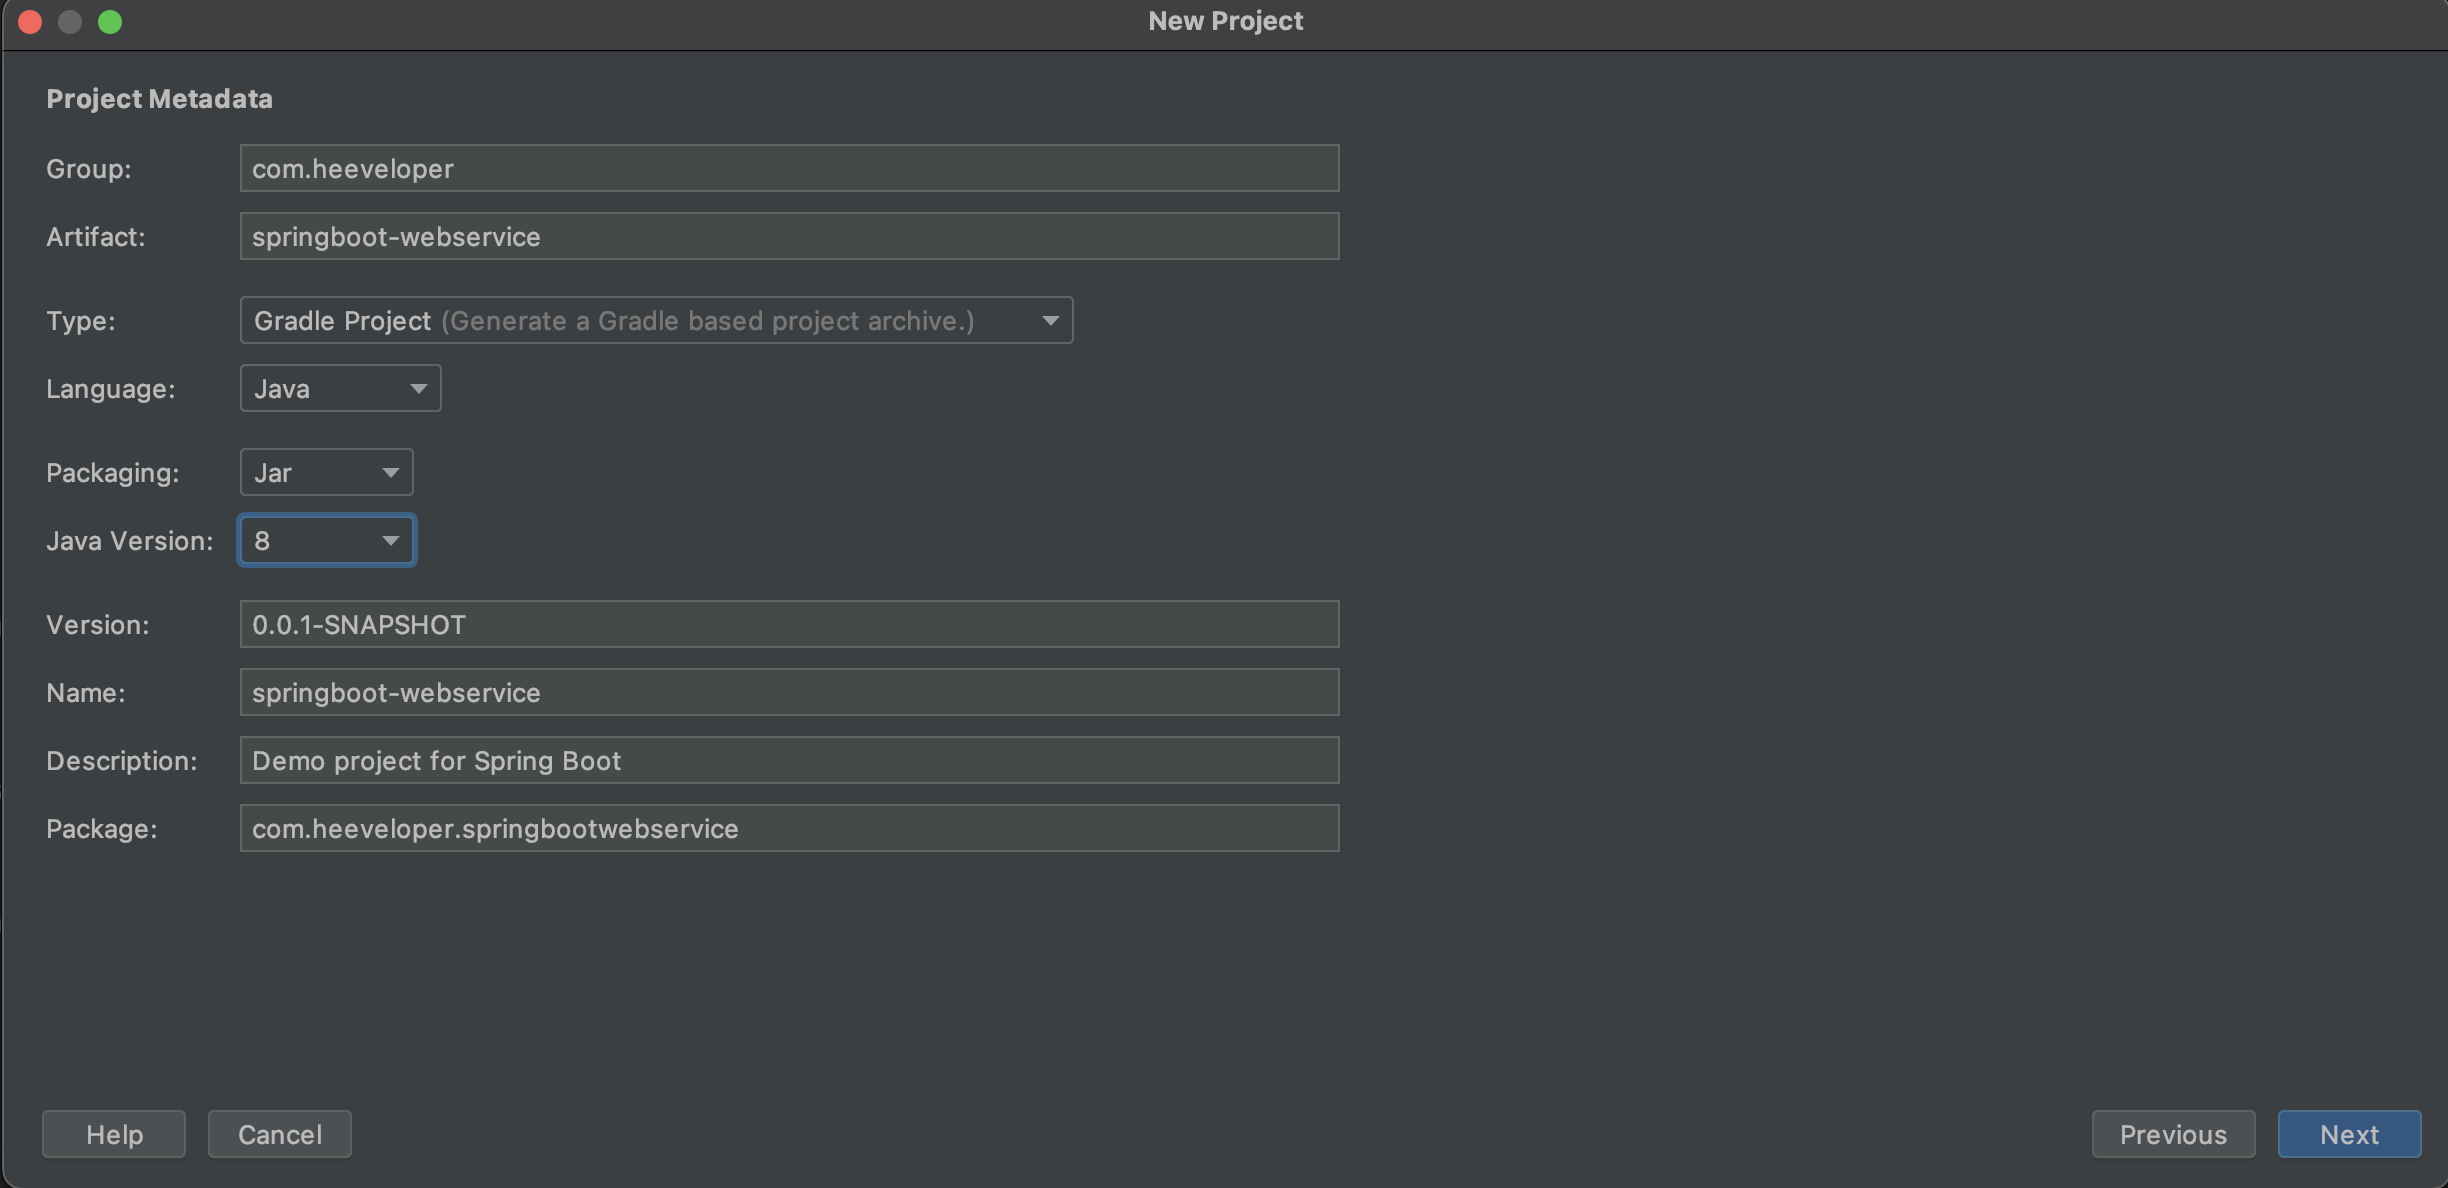 New Project
Project Metadata
Group: com.heeveloper
Artifact: springboot-webservice
Type: Gradle Project (Generate a Gradle based project archive.)
Language: Java
Packaging: Jar
Java Version: 8
Version: 0.0.1-SNAPSHOT
Name: springboot-webservice
Description: Demo project for Spring Boot
Package: com.heeveloper.springbootwebservice
Help Cancel Previous Next